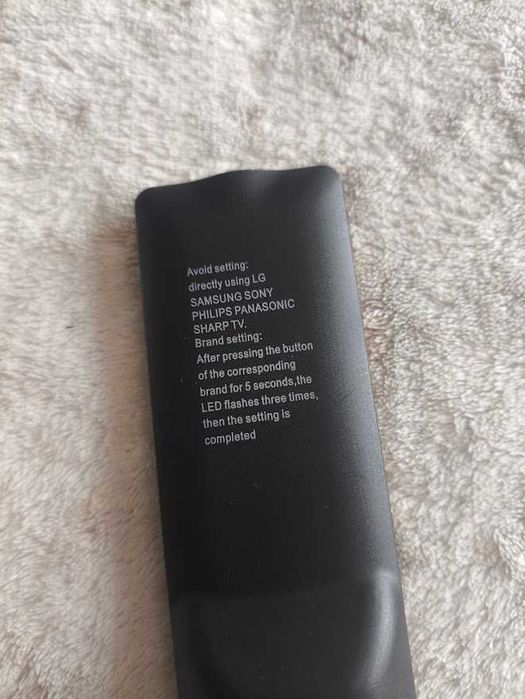 Avoid setting:
directly using LG
SAMSUNG SONY
PHILIPS PANASONIC
SHARP TV.
Brand setting:
After pressing the button
of the corresponding
brand for 5 seconds,the
LED flashes three times,
then the setting is
completed